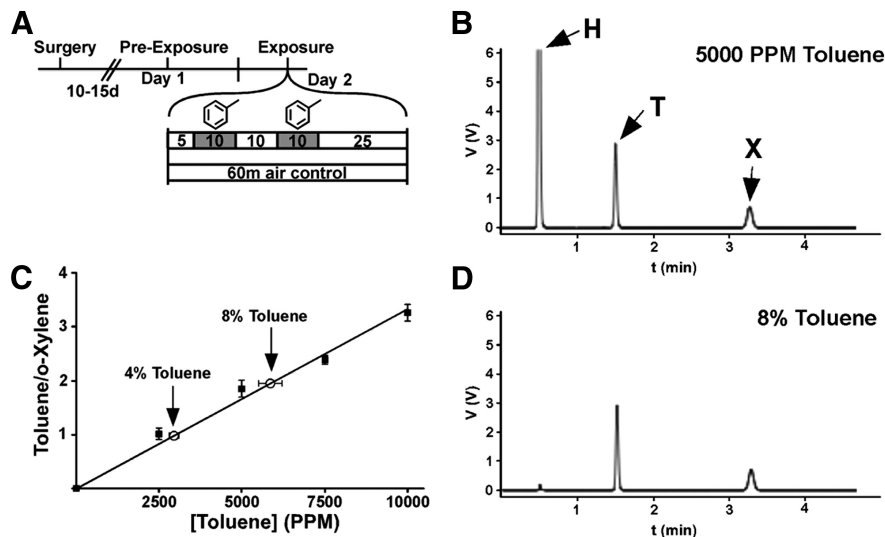 A
Surgery Pre-Exposure Exposure
10-15d Day 1 Day 2
5 10 10 10 25
60m air control
B
5000 PPM Toluene
H
T
X
V (V)
6
5
4
3
2
1
0
1 2 3 4
t (min)
C
Toluene/o-Xylene
4
3
2
1
8% Toluene
4% Toluene
2500 5000 7500 10000
[Toluene] (PPM)
D
8% Toluene
V (V)
6
5
4
3
2
1
0
1 2 3 4
t (min)